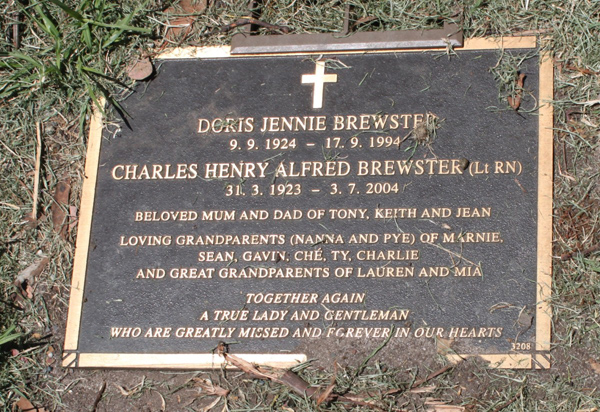 DORIS JENNIE BREWSTER
9. 9. 1924 – 17. 9. 1994
CHARLES HENRY ALFRED BREWSTER (Lt RN)
31. 3. 1923 – 3. 7. 2004
BELOVED MUM AND DAD OF TONY, KEITH AND JEAN
LOVING GRANDPARENTS (NANNA AND PYE) OF MARNIE,
SEAN, GAVIN, CHÉ, TY, CHARLIE
AND GREAT GRANDPARENTS OF LAUREN AND MIA
TOGETHER AGAIN
A TRUE LADY AND GENTLEMAN
WHO ARE GREATLY MISSED AND FOREVER IN OUR HEARTS
3208